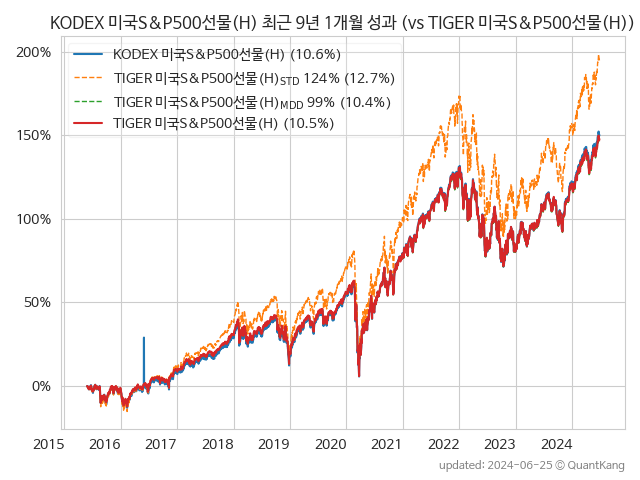 KODEX 미국S&P500선물(H) 최근 9년 1개월 성과 (vs TIGER 미국S&P500선물(H))
200%
150%
100%
50%
0%
KODEX 미국S&P500선물(H) (10.6%)
TIGER 미국S&P500선물(H)STD 124% (12.7%)
TIGER 미국S&P500선물(H)MDD 99% (10.4%)
TIGER 미국S&P500선물(H) (10.5%)
2015 2016 2017 2018 2019 2020 2021 2022 2023 2024
updated: 2024-06-25 © QuantKang